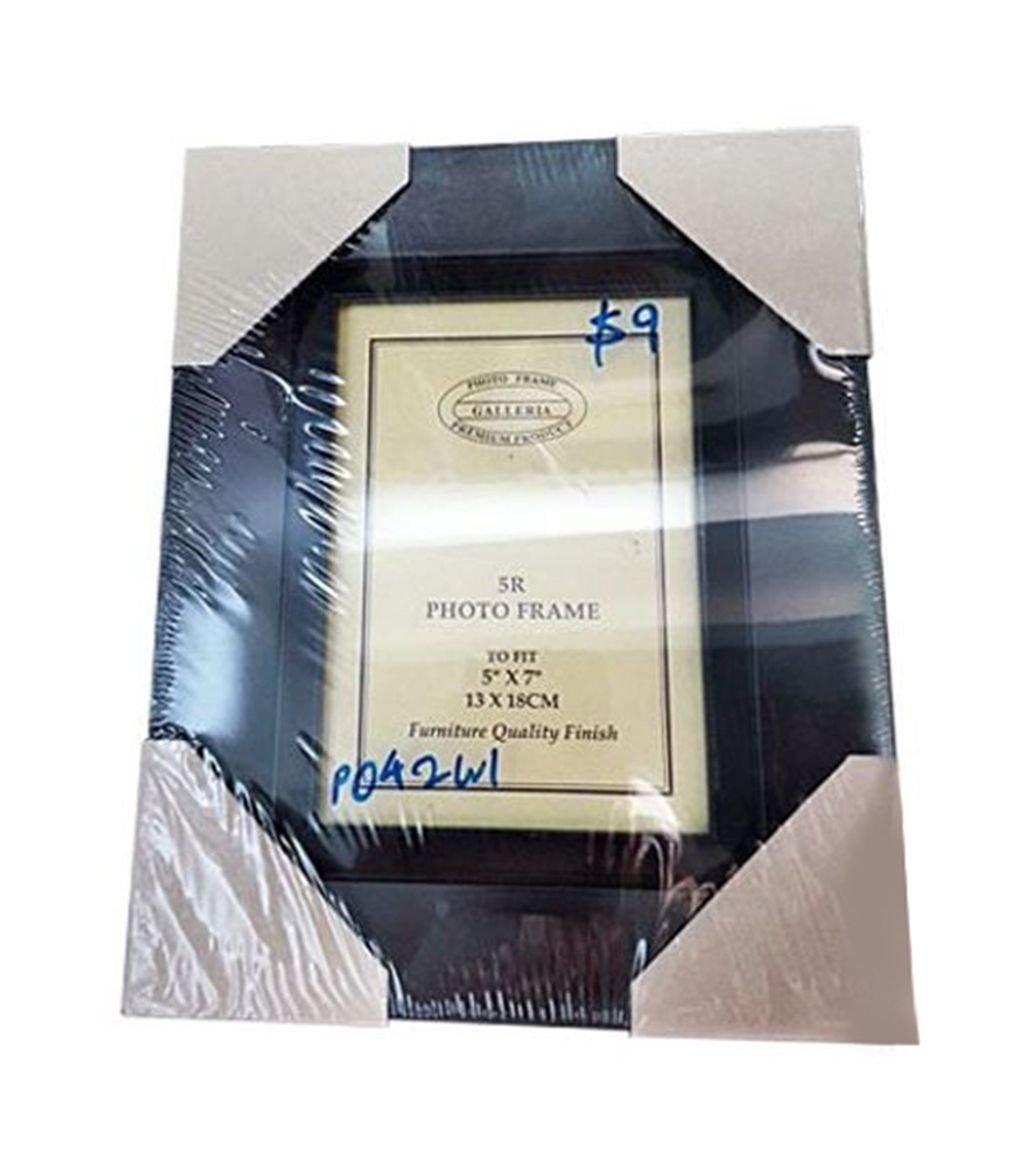 $9
PHOTO FRAME
GALLERIA
PREMIUM PRODUCT
5R
PHOTO FRAME
TO FIT
5" X 7"
13 X 18CM
Furniture Quality Finish
P042W1